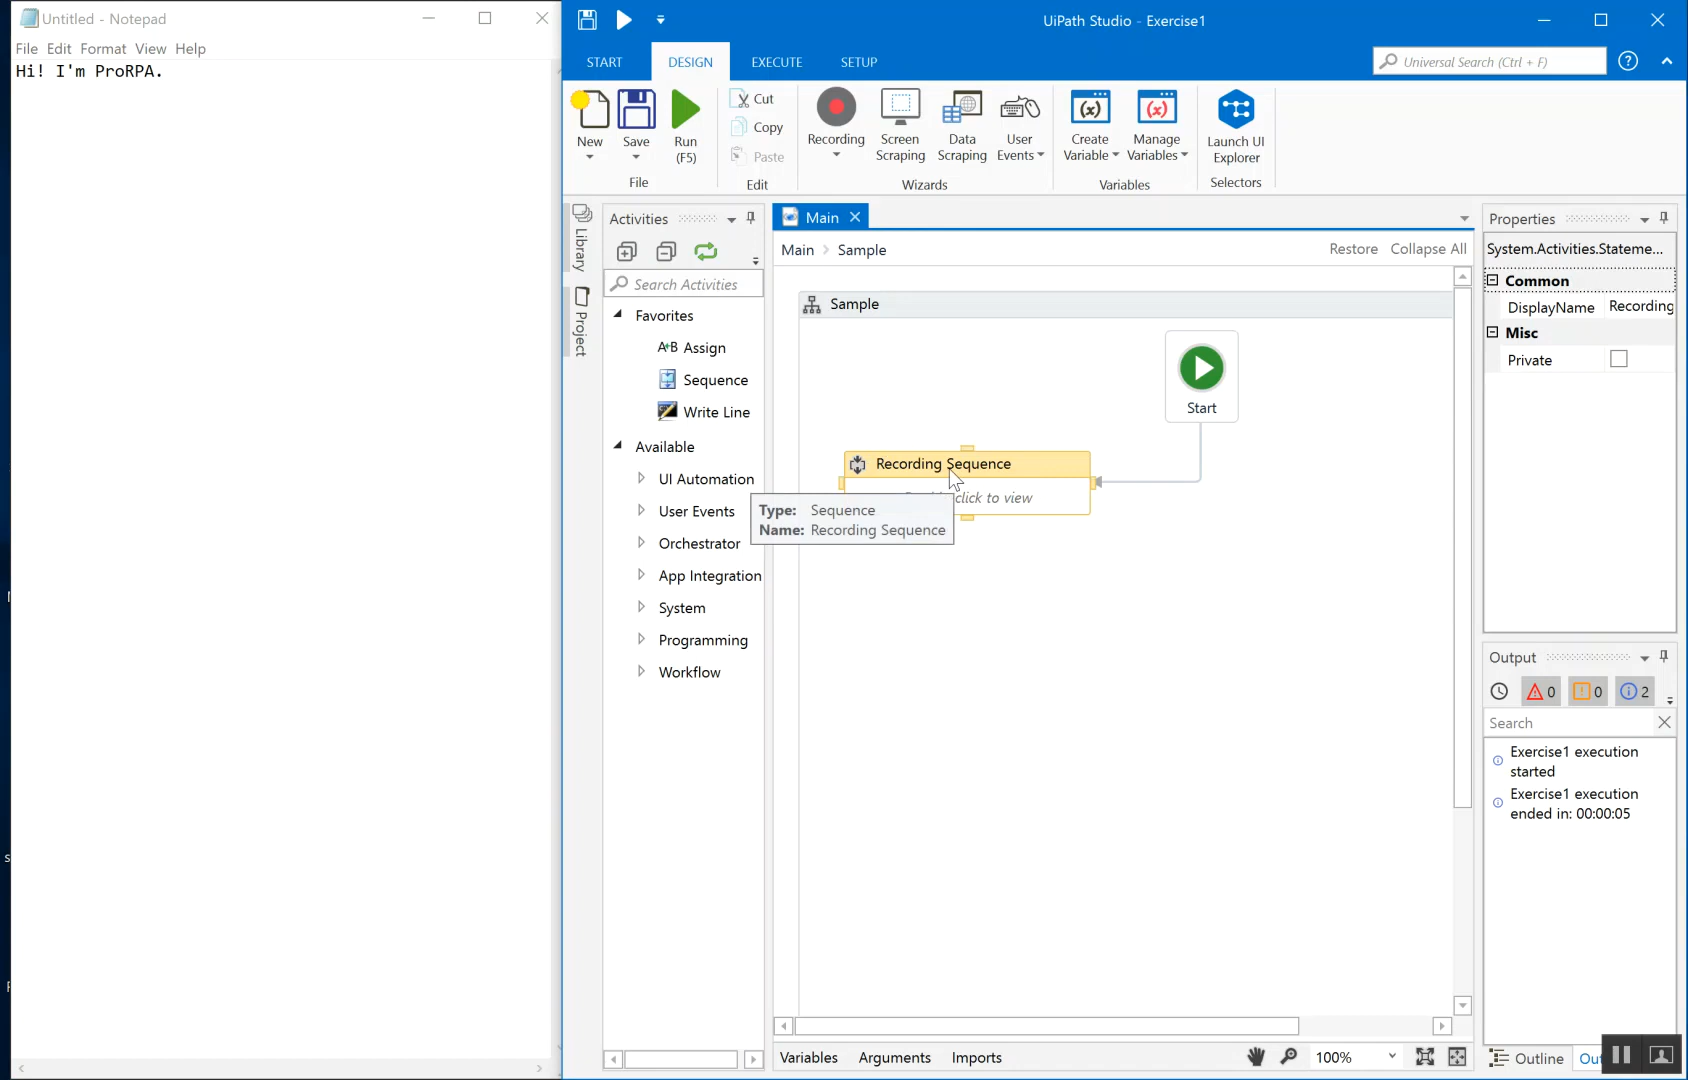 Untitled - Notepad
File Edit Format View Help
Hi! I'm ProRPA.
UiPath Studio - Exercise1
START DESIGN EXECUTE SETUP
Universal Search (Ctrl + F)
New
Save
Run
(F5)
File
Cut
Copy
Paste
Edit
Recording
Screen
Scraping
Data
Scraping
User
Events
Wizards
Create
Variable
Manage
Variables
Variables
Launch UI
Explorer
Selectors
Library
Project
Activities
Search Activities
Favorites
A+B Assign
Sequence
Write Line
Available
UI Automation
User Events
Orchestrator
App Integration
System
Programming
Workflow
Main
Main > Sample
Restore Collapse All
Sample
Start
Recording Sequence
click to view
Type: Sequence
Name: Recording Sequence
Variables Arguments Imports
100%
Properties
System.Activities.Stateme...
Common
DisplayName Recording
Misc
Private
Output
0 0 2
Search
Exercise1 execution
started
Exercise1 execution
ended in: 00:00:05
Outline